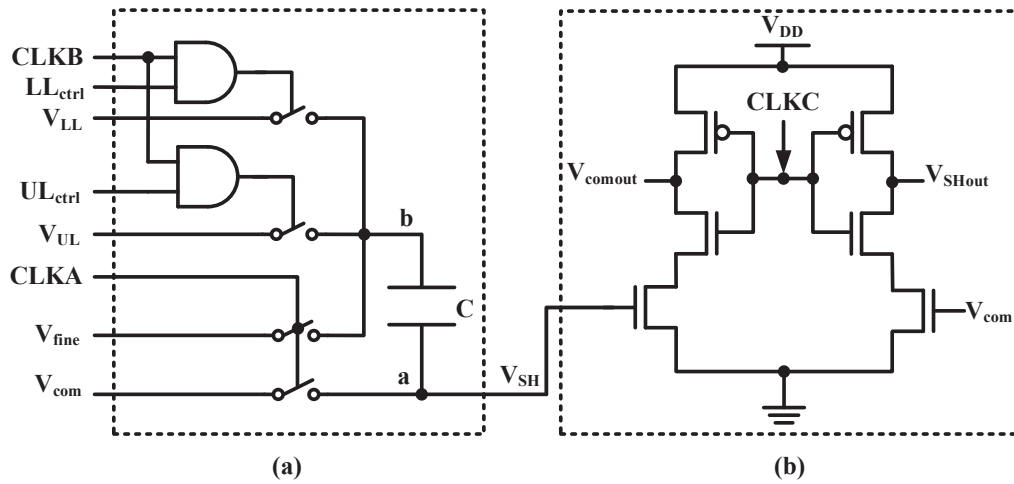 CLKB
LLctrl
VLL
ULctrl
VUL
CLKA
Vfine
Vcom
b
C
a
VSH
(a)
VDD
CLKC
Vcomout
VSHout
Vcom
(b)